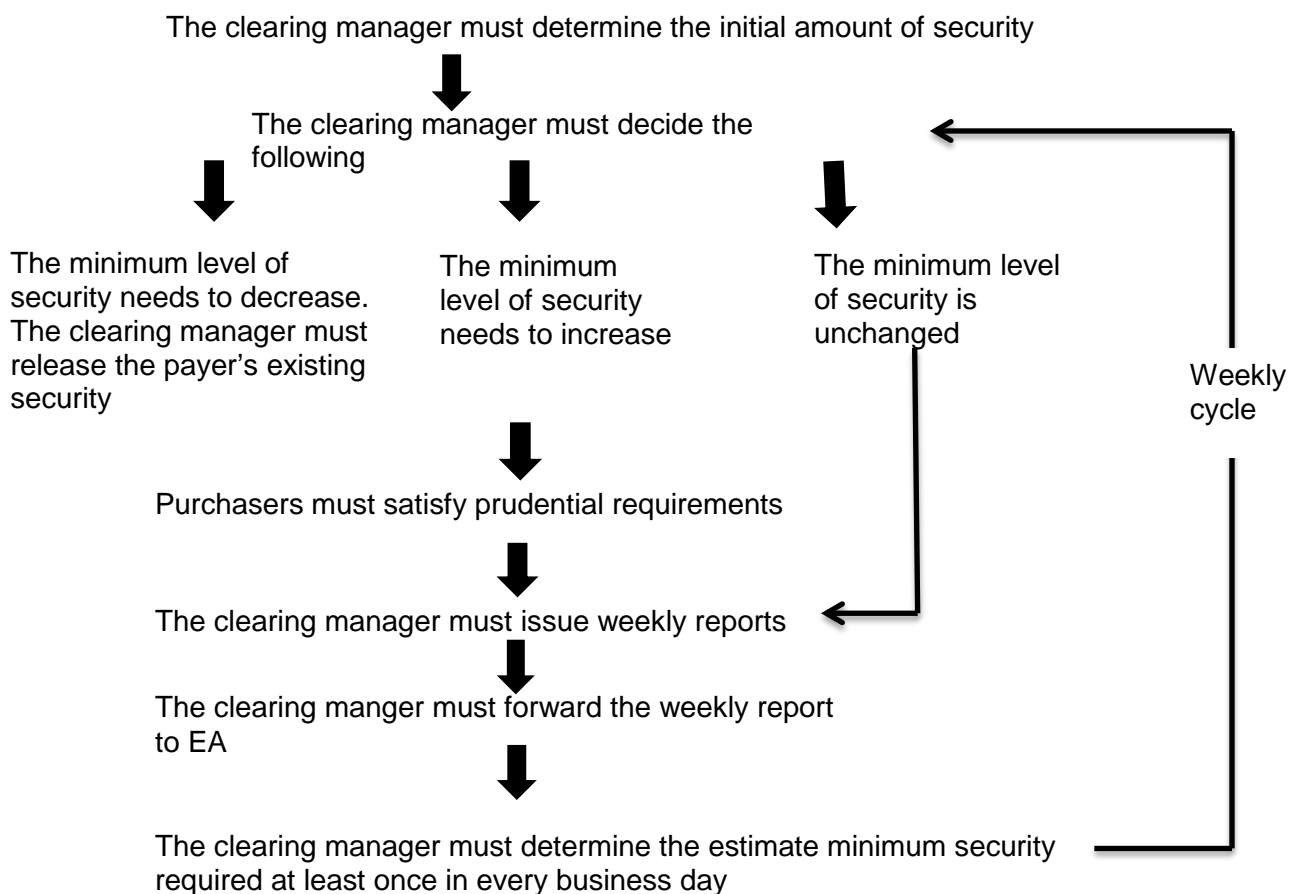 The clearing manager must determine the initial amount of security
The clearing manager must decide the
following
The minimum level of
security needs to decrease.
The clearing manager must
release the payer’s existing
security
The minimum
level of security
needs to increase
The minimum level
of security is
unchanged
Weekly
cycle
Purchasers must satisfy prudential requirements
The clearing manager must issue weekly reports
The clearing manger must forward the weekly report
to EA
The clearing manager must determine the estimate minimum security
required at least once in every business day